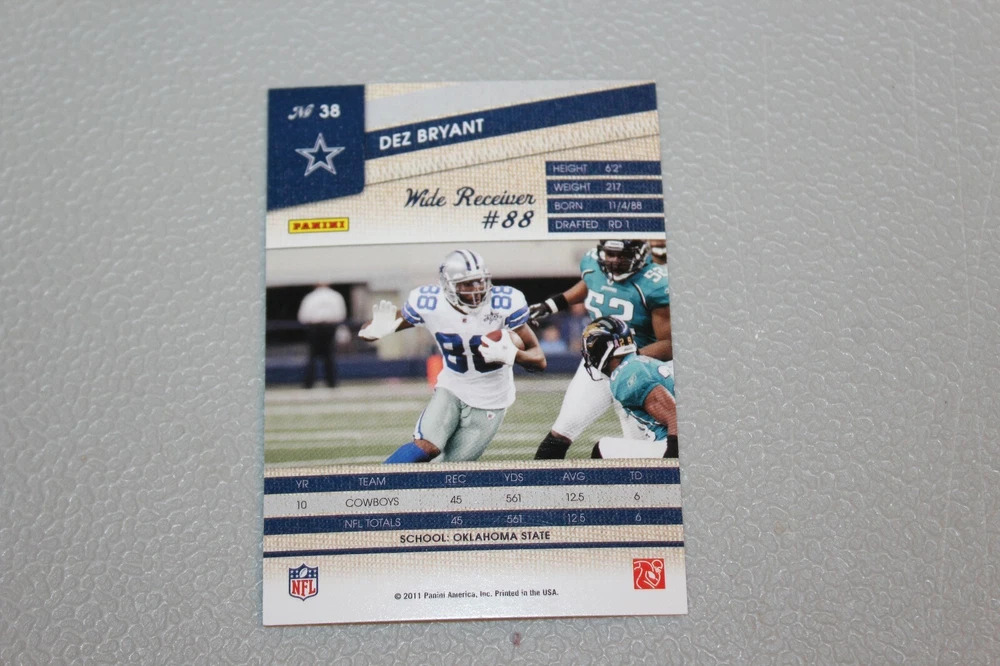 № 38
DEZ BRYANT
Wide Receiver
#88
PANINI
HEIGHT 6'2"
WEIGHT 217
BORN 11/4/88
DRAFTED RD 1
88 88
88
52
52
YR TEAM REC YDS AVG TD
10 COWBOYS 45 561 12.5 6
NFL TOTALS 45 561 12.5 6
SCHOOL: OKLAHOMA STATE
NFL
© 2011 Panini America, Inc. Printed in the USA.